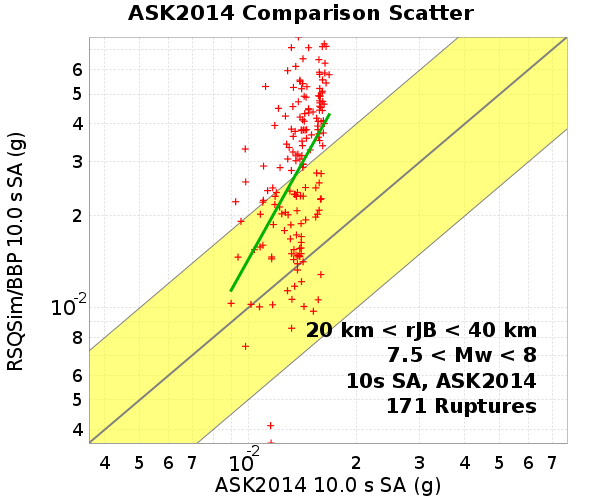 ASK2014 Comparison Scatter
RSQSim/BBP 10.0 s SA (g)
6
5
4
3
2
10-2
8
6
5
4
20 km < rJB < 40 km
7.5 < Mw < 8
10s SA, ASK2014
171 Ruptures
4 5 6 7 10-2 2 3 4 5 6 7
ASK2014 10.0 s SA (g)